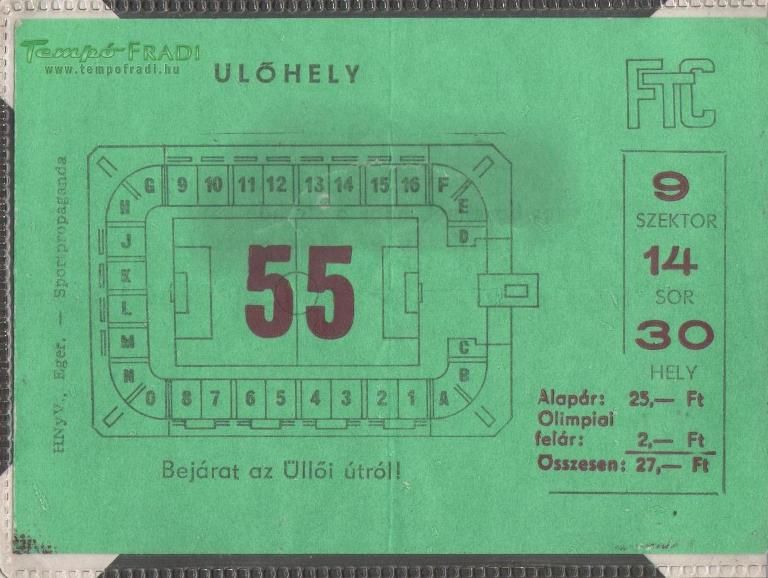 Tempó FRADI
www.tempofradi.hu
ULŐHELY
FTC
HNyV., Eger. — Sportpropaganda
G 9 10 11 12 13 14 15 16 F
H E
J D
K
L
M C
N B
O 8 7 6 5 4 3 2 1 A
55
9
SZEKTOR
14
SOR
30
HELY
Alapár: 25,— Ft
Olimpiai
felár: 2,— Ft
Összesen: 27,— Ft
Bejárat az Üllői útról!